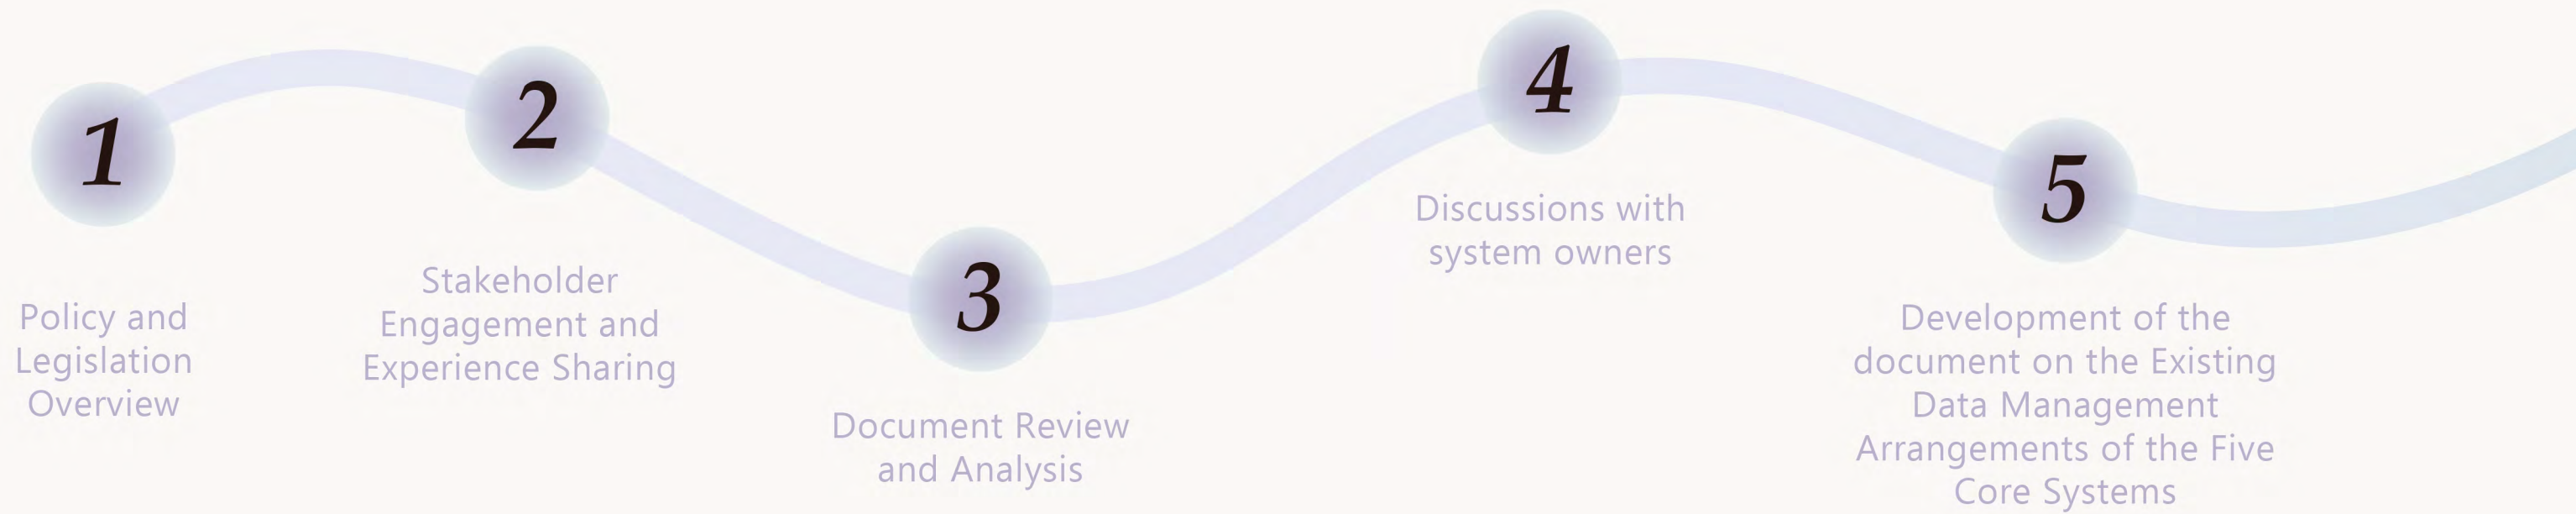 1
Policy and
Legislation
Overview
2
Stakeholder
Engagement and
Experience Sharing
3
Document Review
and Analysis
4
Discussions with
system owners
5
Development of the
document on the Existing
Data Management
Arrangements of the Five
Core Systems